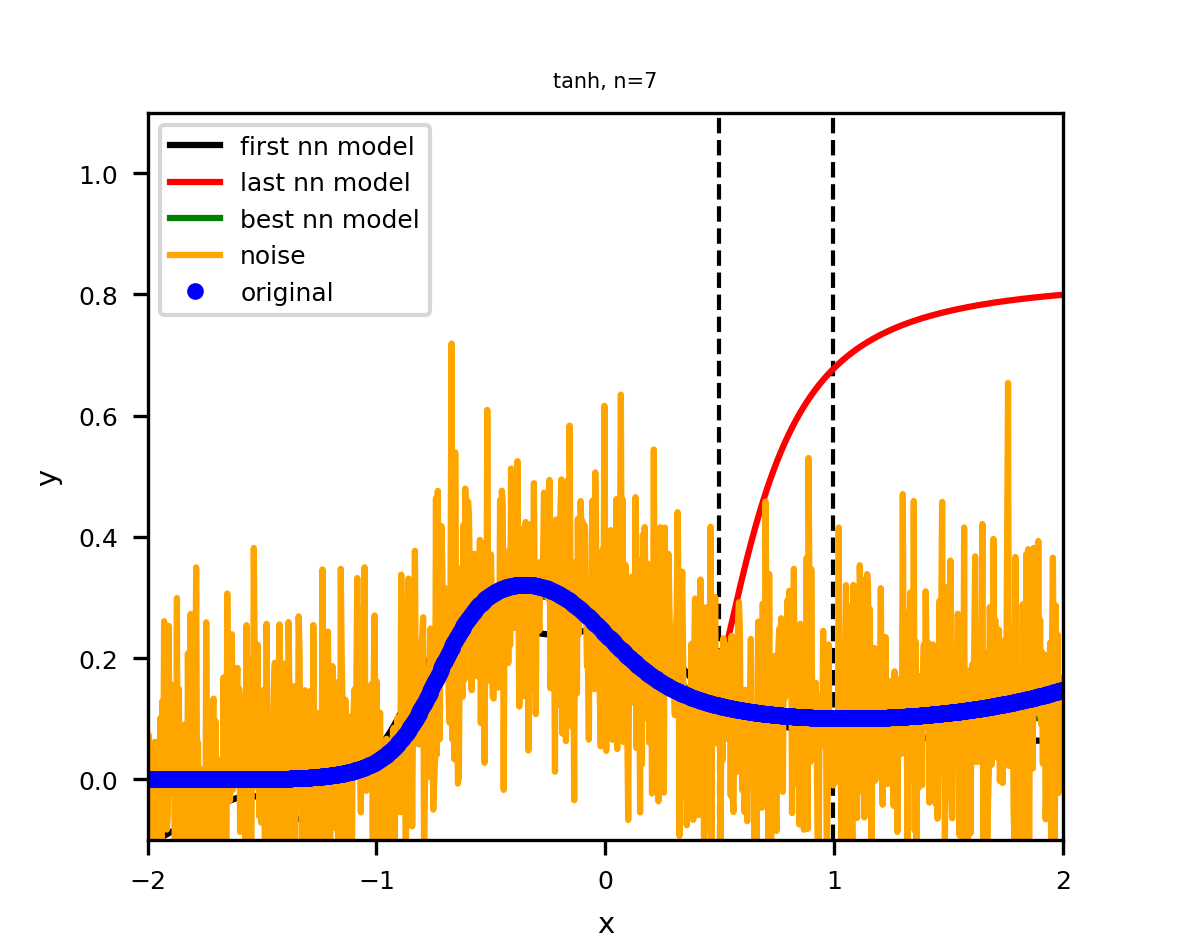 tanh, n=7
first nn model
last nn model
best nn model
noise
original
1.0
0.8
0.6
0.4
0.2
0.0
y
−2
−1
0
1
2
x